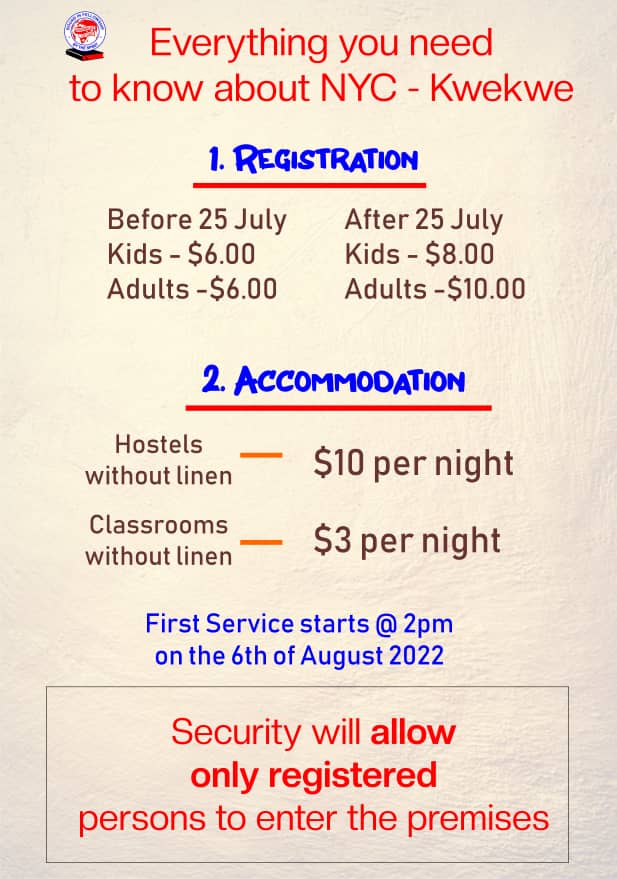 Everything you need
to know about NYC - Kwekwe
1. REGISTRATION
Before 25 July
Kids - $6.00
Adults -$6.00
After 25 July
Kids - $8.00
Adults -$10.00
2. ACCOMMODATION
Hostels
without linen
$10 per night
Classrooms
without linen
$3 per night
First Service starts @ 2pm
on the 6th of August 2022
Security will allow
only registered
persons to enter the premises